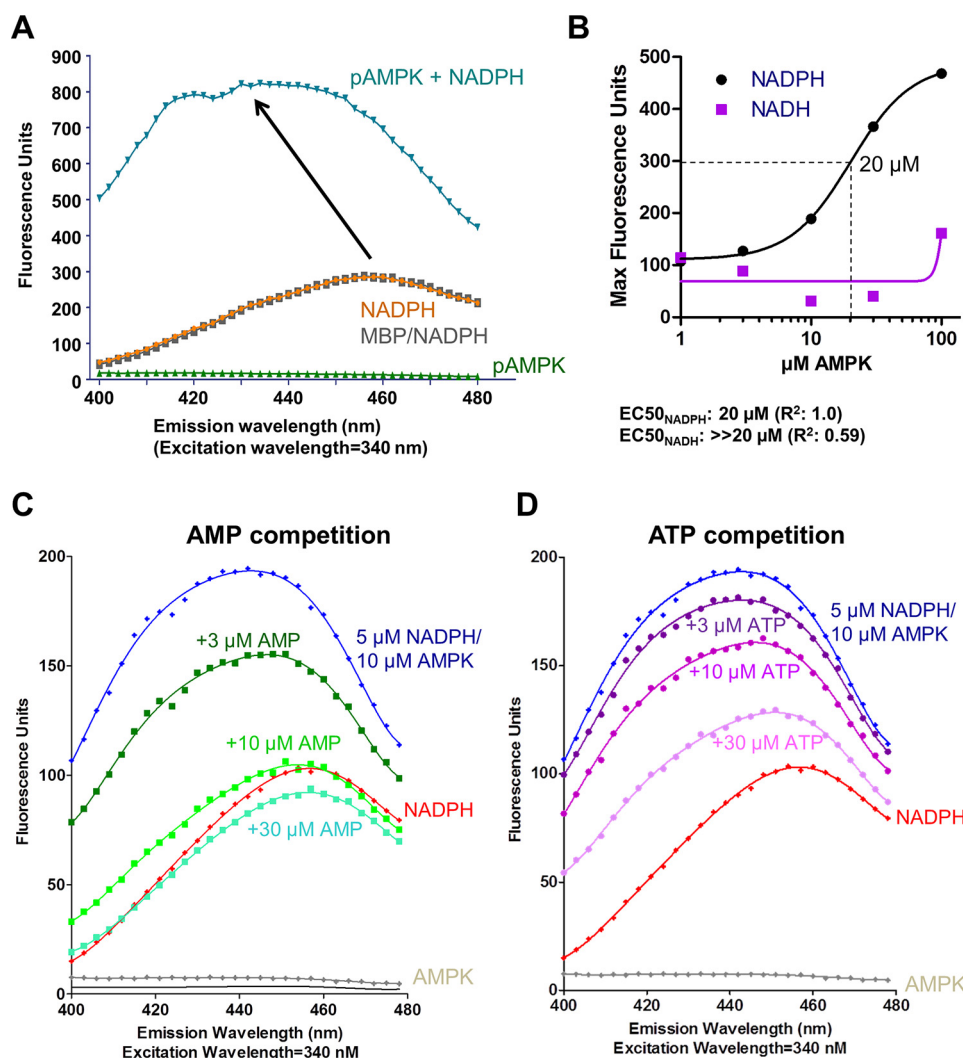 A
900
800
700
600
500
400
300
200
100
0
Fluorescence Units
pAMPK + NADPH
NADPH
MBP/NADPH
pAMPK
400 420 440 460 480
Emission wavelength (nm)
(Excitation wavelength=340 nm)
B
500
400
300
200
100
0
Max Fluorescence Units
NADPH
NADH
20 µM
1 10 100
µM AMPK
EC50NADPH: 20 µM (R²: 1.0)
EC50NADH: >>20 µM (R²: 0.59)
C
AMP competition
200
150
100
50
0
Fluorescence Units
5 µM NADPH/
10 µM AMPK
+3 µM AMP
+10 µM AMP
NADPH
+30 µM AMP
AMPK
400 420 440 460 480
Emission Wavelength (nm)
Excitation Wavelength=340 nM
D
ATP competition
200
150
100
50
0
Fluorescence Units
5 µM NADPH/
10 µM AMPK
+3 µM ATP
+10 µM ATP
+30 µM ATP
NADPH
AMPK
400 420 440 460 480
Emission Wavelength (nm)
Excitation Wavelength=340 nM